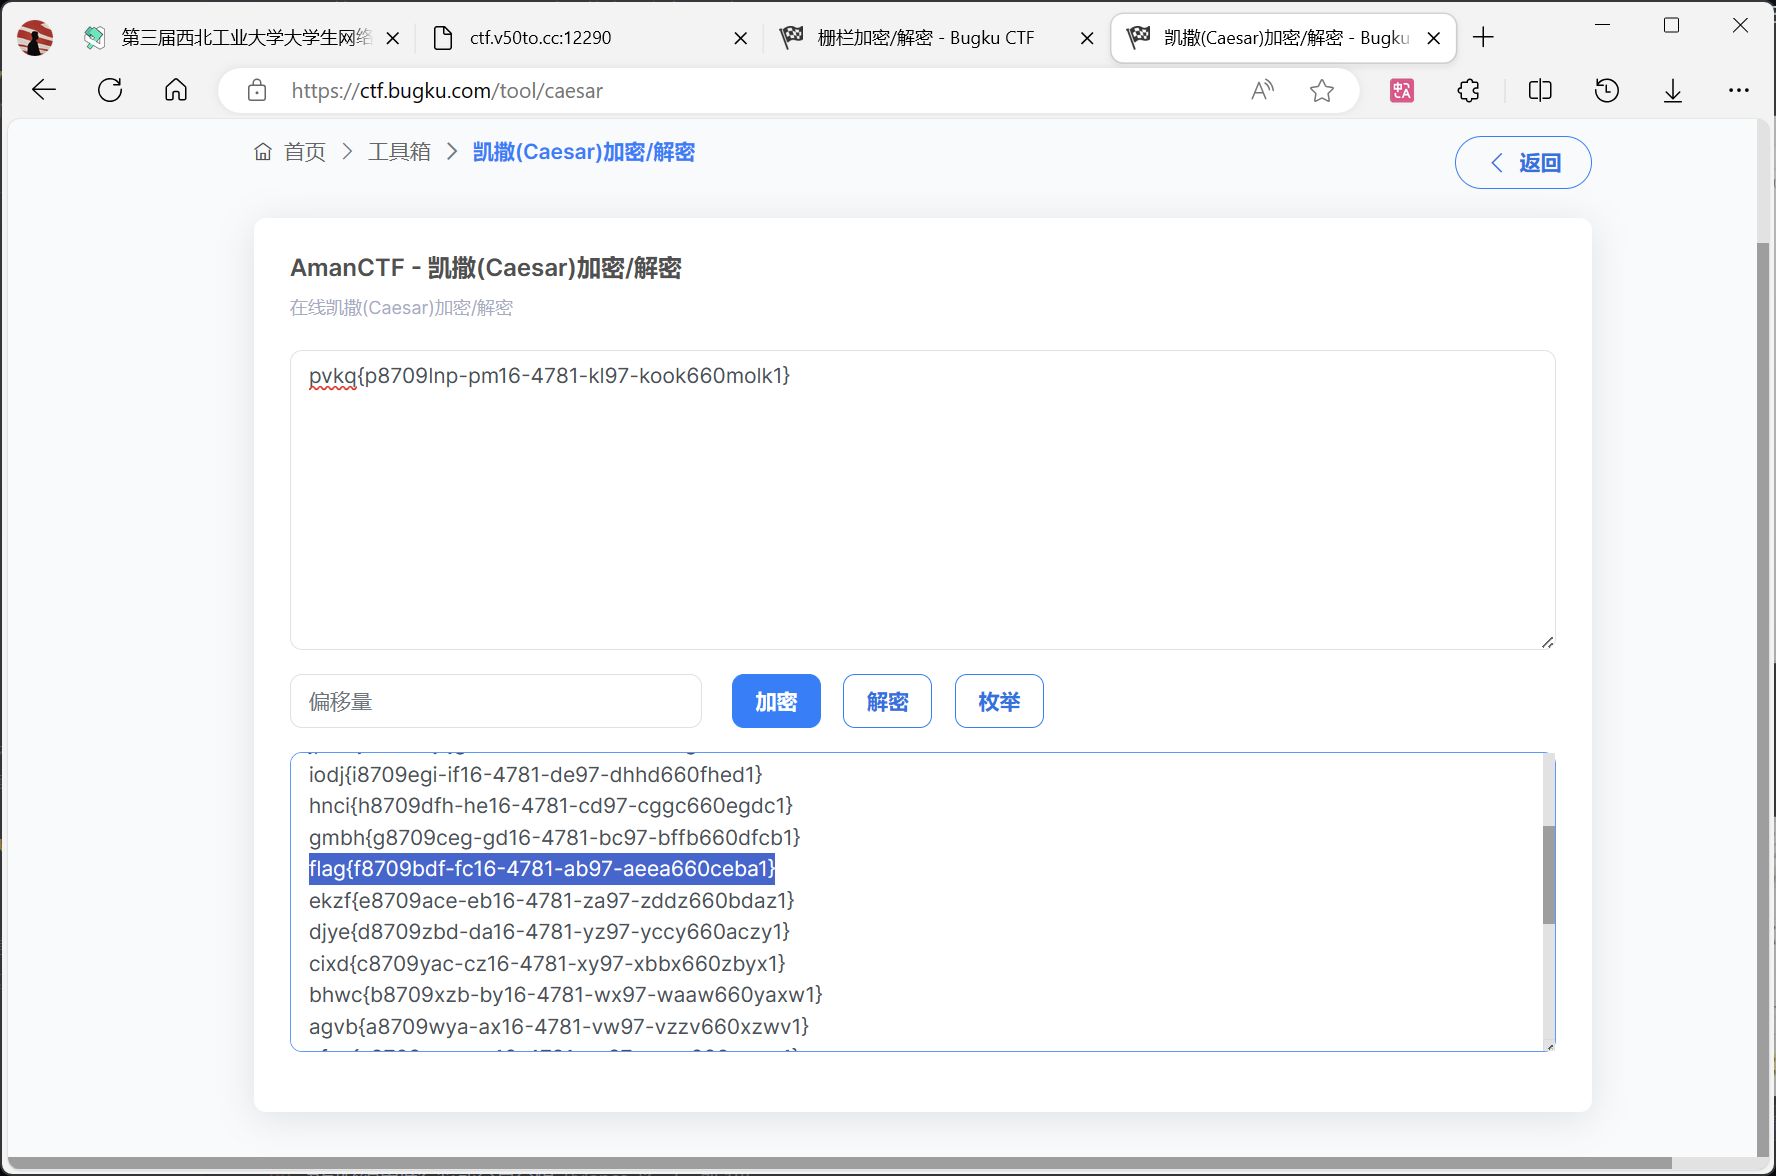 第三届西北工业大学大学生网络
ctf.v50to.cc:12290
栅栏加密/解密 - Bugku CTF
凯撒(Caesar)加密/解密 - Bugku
https://ctf.bugku.com/tool/caesar
首页
工具箱
凯撒(Caesar)加密/解密
返回
AmanCTF - 凯撒(Caesar)加密/解密
在线凯撒(Caesar)加密/解密
pvkq{p8709lnp-pm16-4781-kl97-kook660molk1}
偏移量
加密
解密
枚举
iodj{i8709egi-if16-4781-de97-dhhd660fhed1}
hnci{h8709dfh-he16-4781-cd97-cggc660egdc1}
gmbh{g8709ceg-gd16-4781-bc97-bffb660dfcb1}
flag{f8709bdf-fc16-4781-ab97-aeea660ceba1}
ekzf{e8709ace-eb16-4781-za97-zddz660bdaz1}
djye{d8709zbd-da16-4781-yz97-yccy660aczy1}
cixd{c8709yac-cz16-4781-xy97-xbbx660zbyx1}
bhwc{b8709xzb-by16-4781-wx97-waaw660yaxw1}
agvb{a8709wya-ax16-4781-vw97-vzzv660xzwv1}